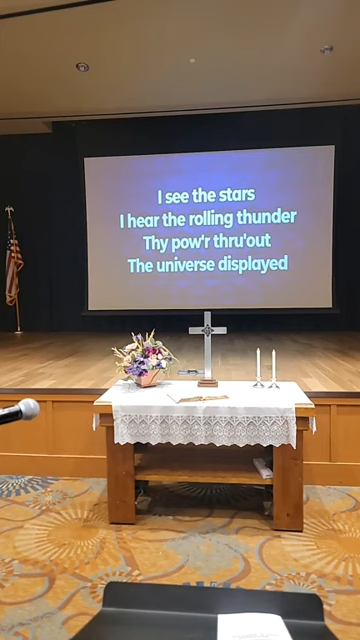 I see the stars
I hear the rolling thunder
Thy pow'r thru'out
The universe displayed